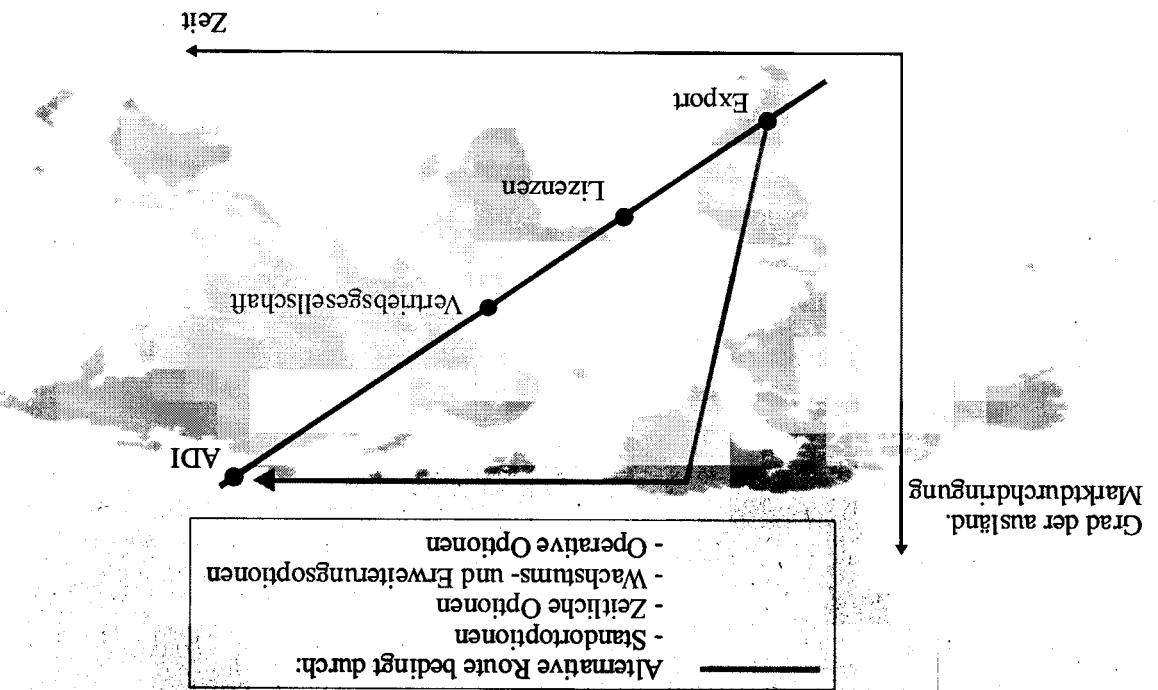 Alternative Route bedingt durch:
- Standortoptionen
- Zeitliche Optionen
- Wachstums- und Erweiterungsoptionen
- Operative Optionen
Grad der ausländ.
Marktdurchdringung
ADI
Vertriebsgesellschaft
Lizenzen
Export
Zeit